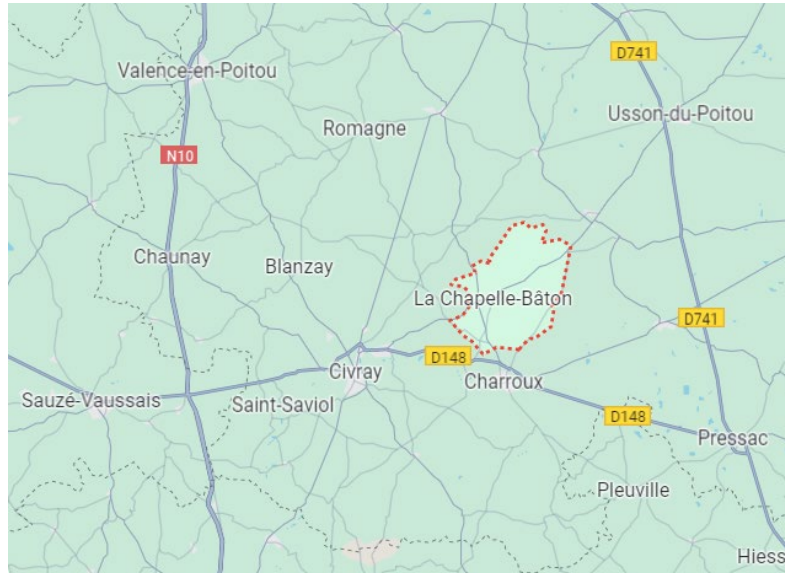 D741
Valence-en-Poitou
Usson-du-Poitou
Romagne
N10
Chaunay
Blanzay
La Chapelle-Bâton
D741
D148
Civray
Charroux
Sauzé-Vaussais
Saint-Saviol
D148
Pressac
Pleuville
Hiess